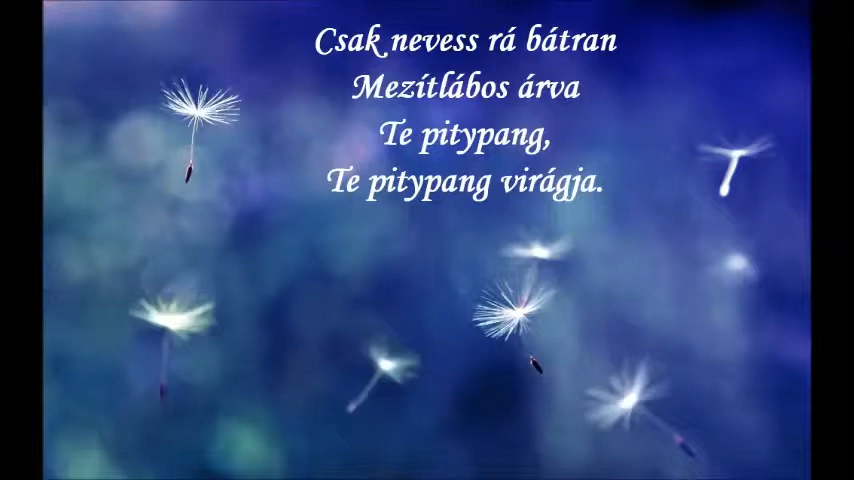 Csak nevess rá bátran
Mezítlábos árva
Te pitypang,
Te pitypang virágja.